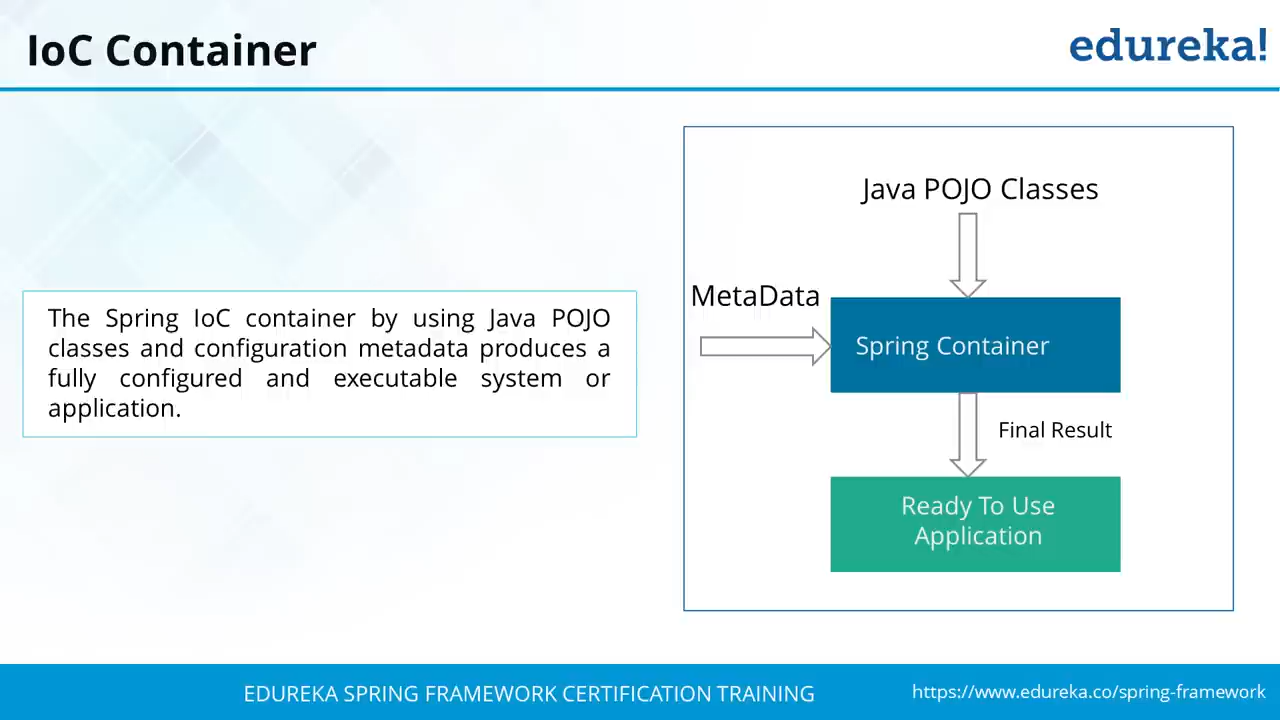 IoC Container
edureka!
The Spring IoC container by using Java POJO
classes and configuration metadata produces a
fully configured and executable system or
application.
Java POJO Classes
MetaData
Spring Container
Final Result
Ready To Use
Application
EDUREKA SPRING FRAMEWORK CERTIFICATION TRAINING
https://www.edureka.co/spring-framework